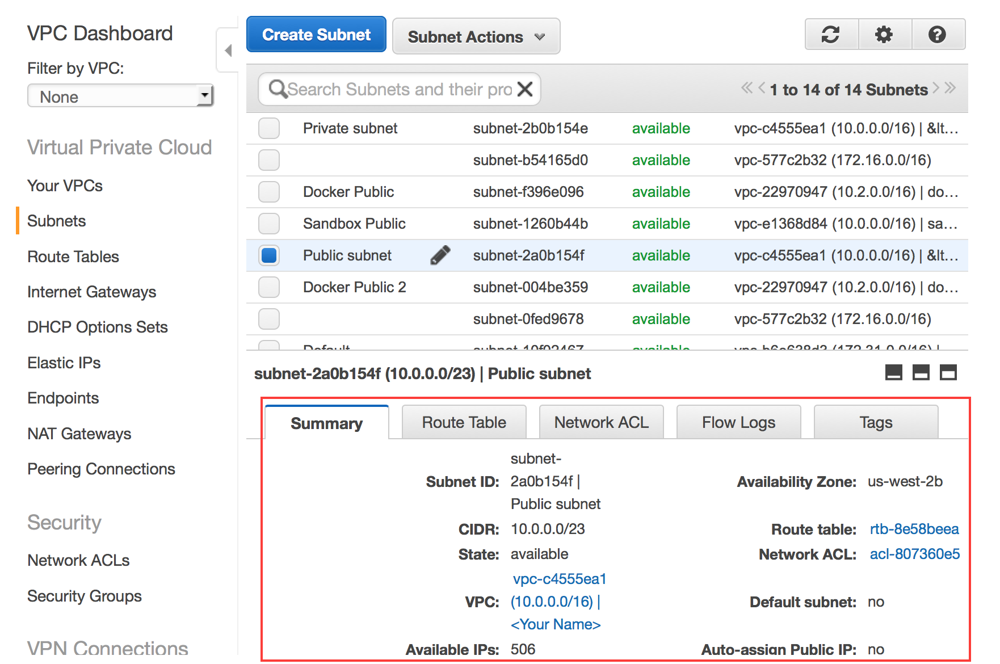 VPC Dashboard
Filter by VPC:
None
Virtual Private Cloud
Your VPCs
Subnets
Route Tables
Internet Gateways
DHCP Options Sets
Elastic IPs
Endpoints
NAT Gateways
Peering Connections
Security
Network ACLs
Security Groups
VPN Connections
Create Subnet
Subnet Actions
Search Subnets and their pro
1 to 14 of 14 Subnets
Private subnet subnet-2b0b154e available vpc-c4555ea1 (10.0.0.0/16) | &lt...
subnet-b54165d0 available vpc-577c2b32 (172.16.0.0/16)
Docker Public subnet-f396e096 available vpc-22970947 (10.2.0.0/16) | do...
Sandbox Public subnet-1260b44b available vpc-e1368d84 (10.0.0.0/16) | sa...
Public subnet subnet-2a0b154f available vpc-c4555ea1 (10.0.0.0/16) | &lt...
Docker Public 2 subnet-004be359 available vpc-22970947 (10.2.0.0/16) | do...
subnet-0fed9678 available vpc-577c2b32 (172.16.0.0/16)
Default available
subnet-2a0b154f (10.0.0.0/23) | Public subnet
Summary Route Table Network ACL Flow Logs Tags
Subnet ID: subnet-
2a0b154f |
Public subnet
Availability Zone: us-west-2b
CIDR: 10.0.0.0/23
Route table: rtb-8e58beea
State: available
Network ACL: acl-807360e5
VPC: vpc-c4555ea1
(10.0.0.0/16) |
<Your Name>
Default subnet: no
Available IPs: 506
Auto-assign Public IP: no